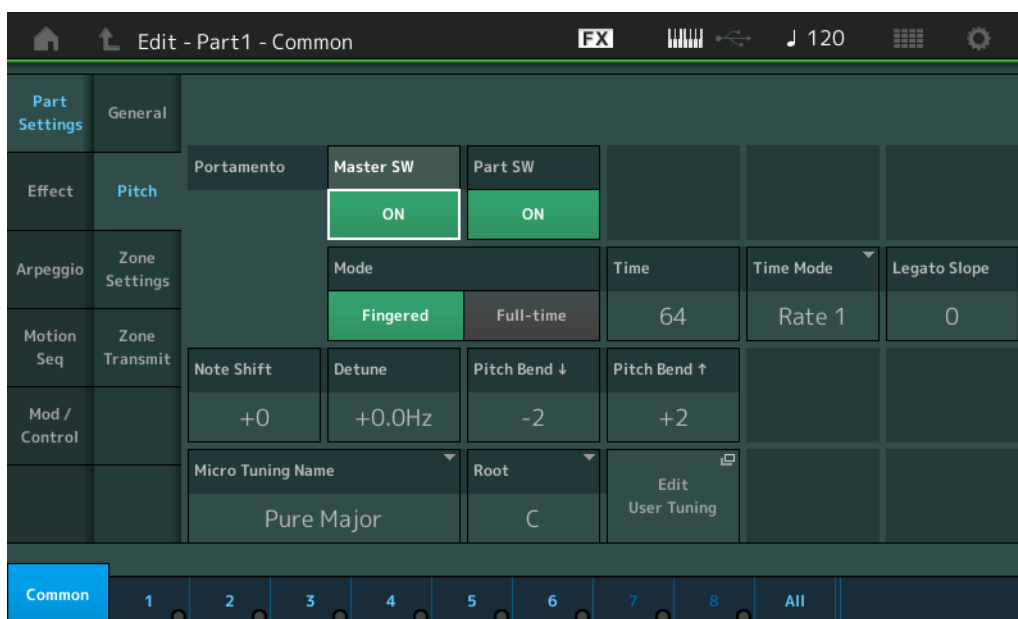 Edit - Part1 - Common
FX
♩ 120
Part
Settings
Effect
Arpeggio
Motion
Seq
Mod /
Control
General
Pitch
Zone
Settings
Zone
Transmit
Portamento
Master SW
Part SW
ON
ON
Mode
Time
Time Mode
Legato Slope
Fingered
Full-time
64
Rate 1
0
Note Shift
Detune
Pitch Bend ↓
Pitch Bend ↑
+0
+0.0Hz
-2
+2
Micro Tuning Name
Root
Edit
User Tuning
Pure Major
C
Common
1
2
3
4
5
6
7
8
All